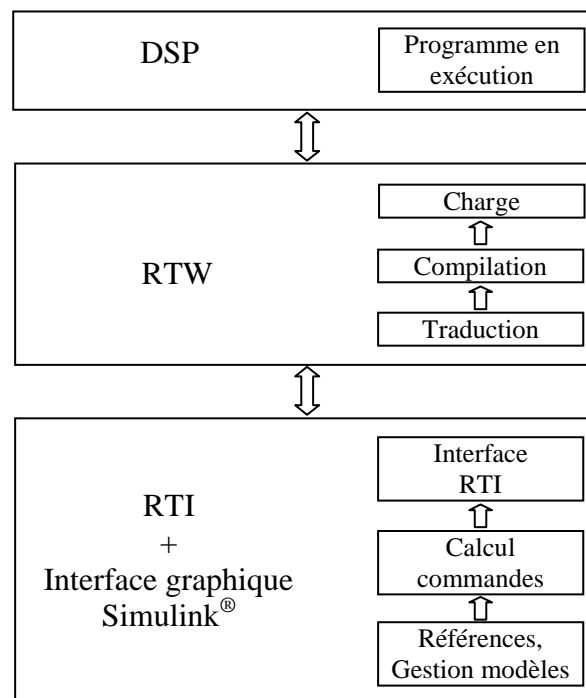 DSP
Programme en
exécution
RTW
Charge
Compilation
Traduction
RTI
+
Interface graphique
Simulink®
Interface
RTI
Calcul
commandes
Références,
Gestion modèles